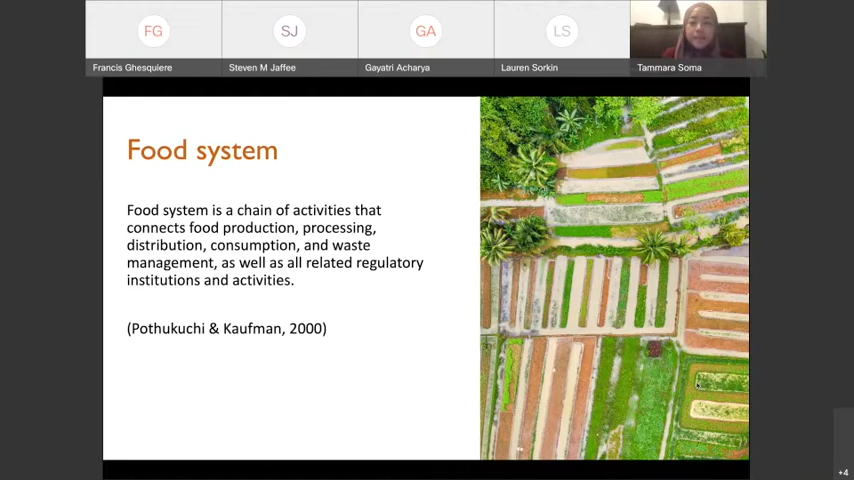 FG
SJ
GA
LS
Francis Ghesquiere
Steven M Jaffee
Gayatri Acharya
Lauren Sorkin
Tammara Soma
Food system
Food system is a chain of activities that
connects food production, processing,
distribution, consumption, and waste
management, as well as all related regulatory
institutions and activities.
(Pothukuchi & Kaufman, 2000)
+4